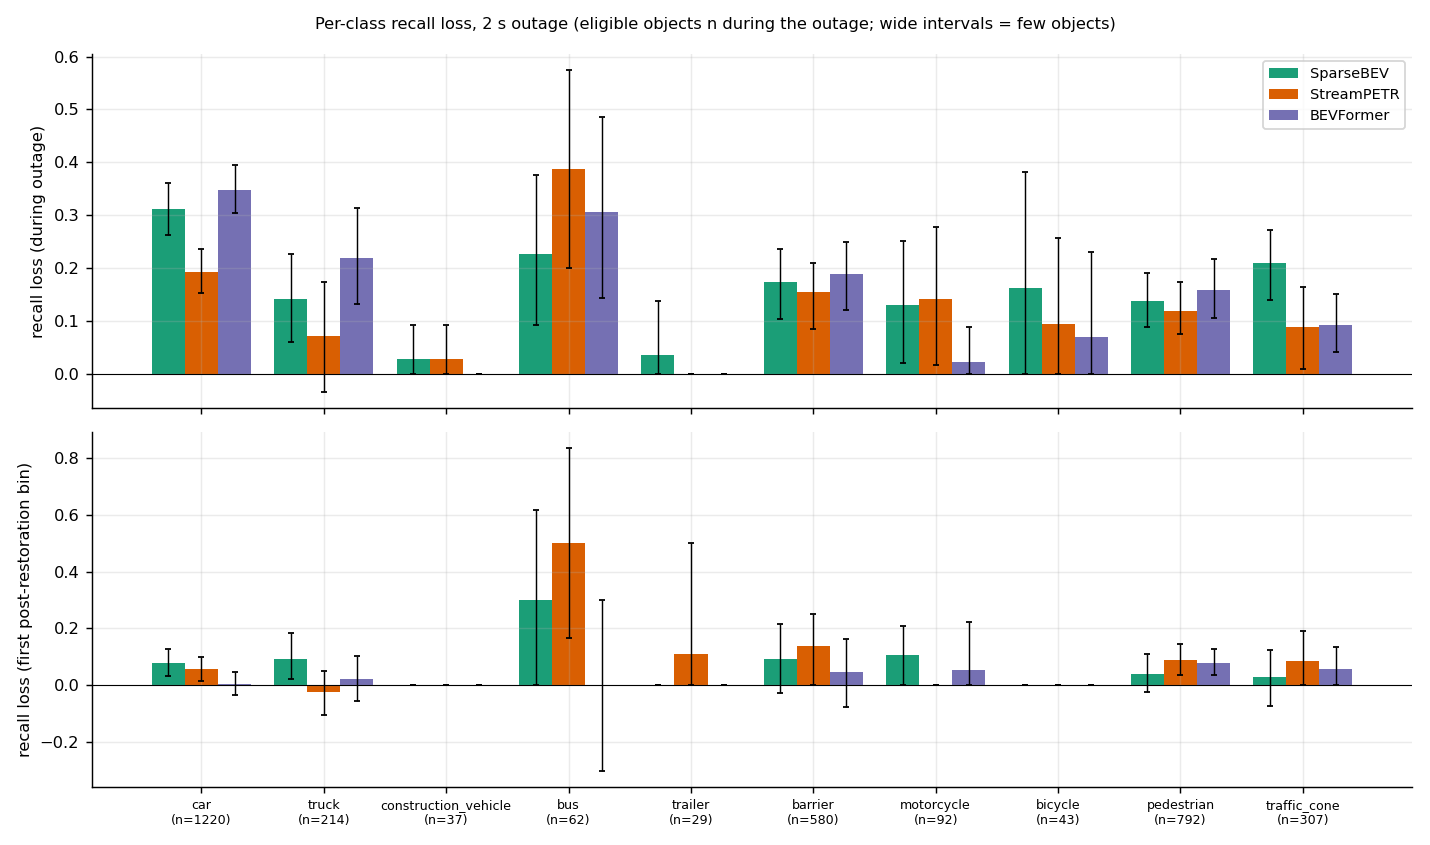 Per-class recall loss, 2 s outage (eligible objects n during the outage; wide intervals = few objects)
recall loss (during outage)
0.6
0.5
0.4
0.3
0.2
0.1
0.0
SparseBEV
StreamPETR
BEVFormer
recall loss (first post-restoration bin)
0.8
0.6
0.4
0.2
0.0
−0.2
car
(n=1220)
truck
(n=214)
construction_vehicle
(n=37)
bus
(n=62)
trailer
(n=29)
barrier
(n=580)
motorcycle
(n=92)
bicycle
(n=43)
pedestrian
(n=792)
traffic_cone
(n=307)